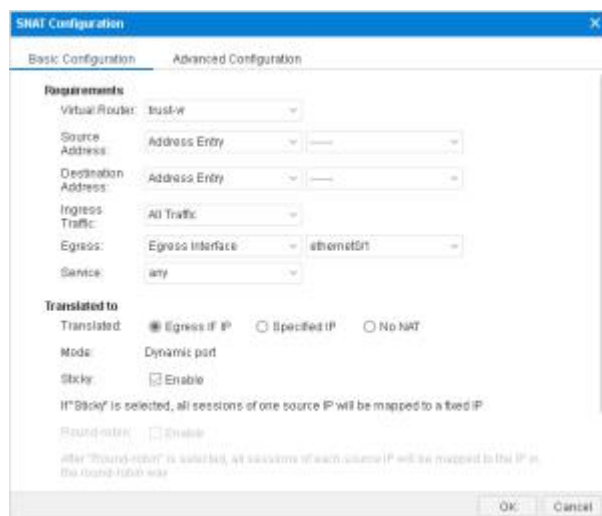 SNAT Configuration
Basic Configuration Advanced Configuration
Requirements
Virtual Router: trust-vr
Source Address: Address Entry -----
Destination Address: Address Entry -----
Ingress Traffic: All Traffic
Egress: Egress Interface
Service: any
Translated to
Translated: Egress IF IP Specified IP No NAT
Mode: Dynamic port
Sticky: Enable
If "Sticky" is selected, all sessions of one source IP will be mapped to a fixed IP
Round-robin: Enable
After "Round-robin" is selected, all sessions of each source IP will be mapped to the IP in
the round-robin way
OK Cancel